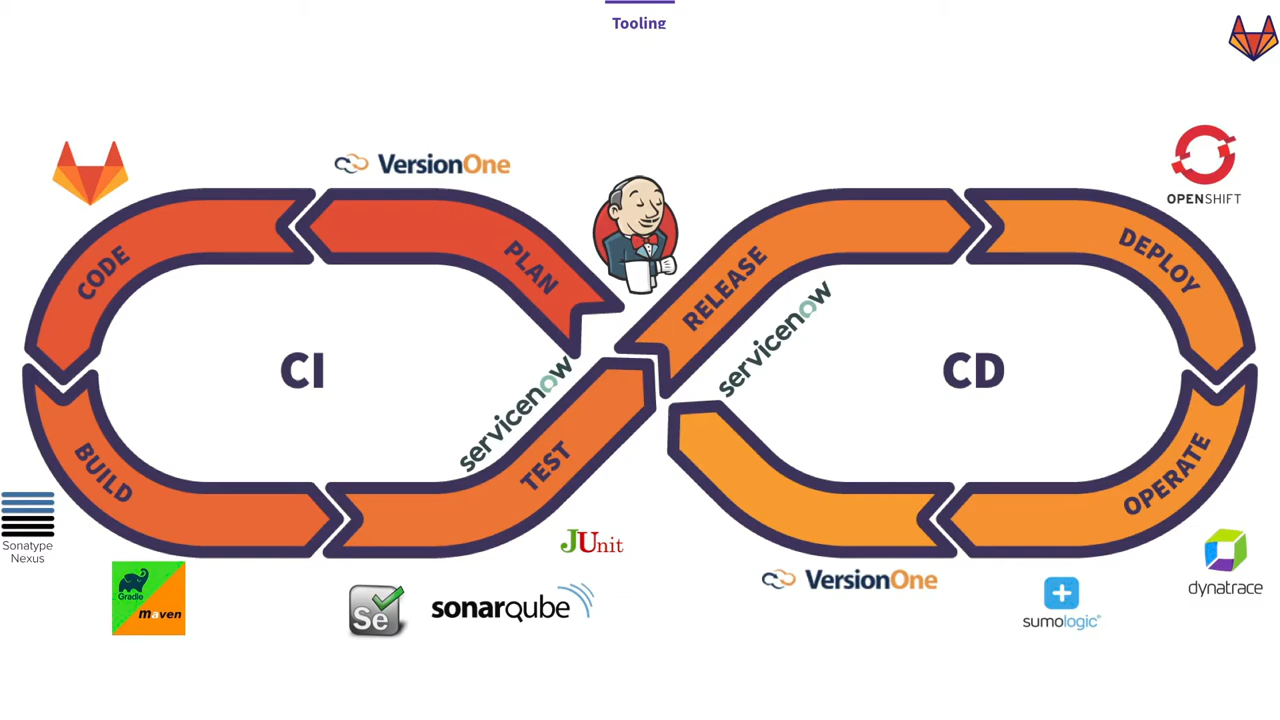 Tooling
VersionOne
OPENSHIFT
CODE
PLAN
RELEASE
DEPLOY
servicenow
servicenow
CI
CD
BUILD
TEST
OPERATE
Sonatype
Nexus
JUnit
Gradle
maven
Se
sonarqube
VersionOne
sumologic
dynatrace